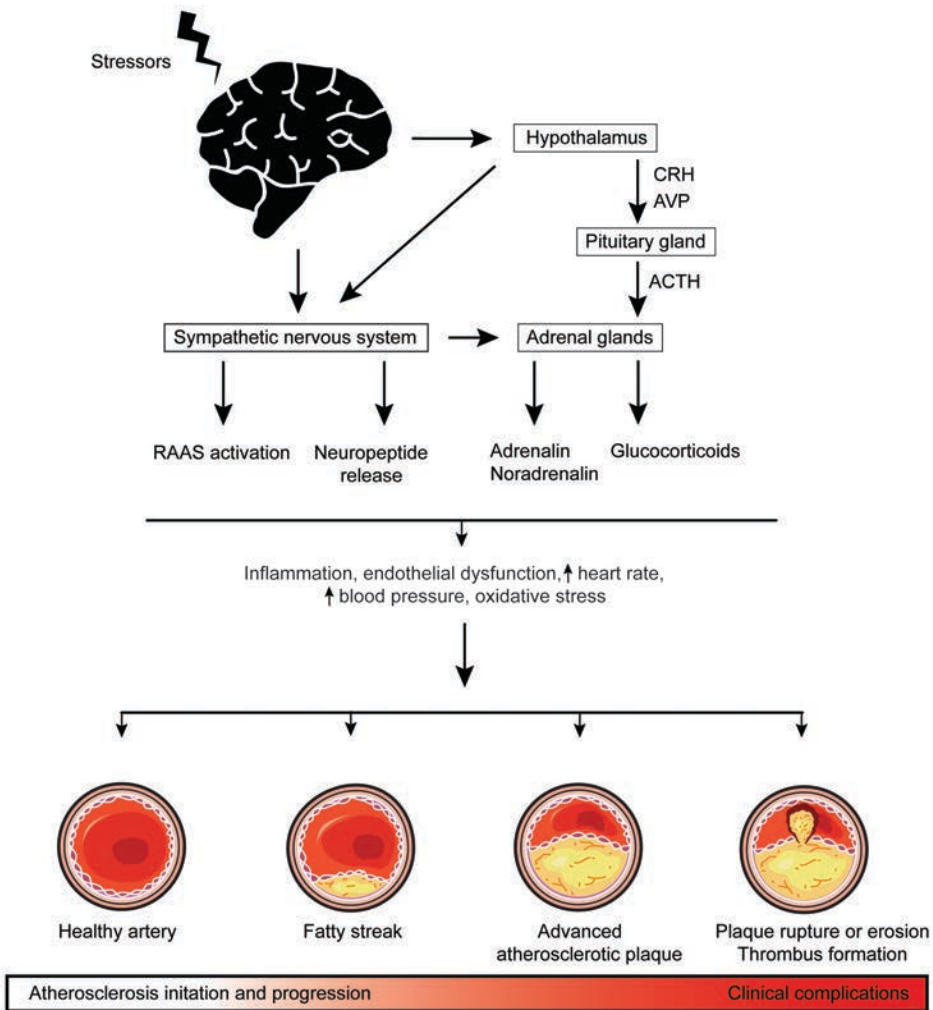 Stressors
Hypothalamus
CRH
AVP
Pituitary gland
ACTH
Sympathetic nervous system
Adrenal glands
RAAS activation
Neuropeptide
release
Adrenalin
Noradrenalin
Glucocorticoids
Inflammation, endothelial dysfunction, ↑ heart rate,
↑ blood pressure, oxidative stress
Healthy artery
Fatty streak
Advanced
atherosclerotic plaque
Plaque rupture or erosion
Thrombus formation
Atherosclerosis initation and progression
Clinical complications